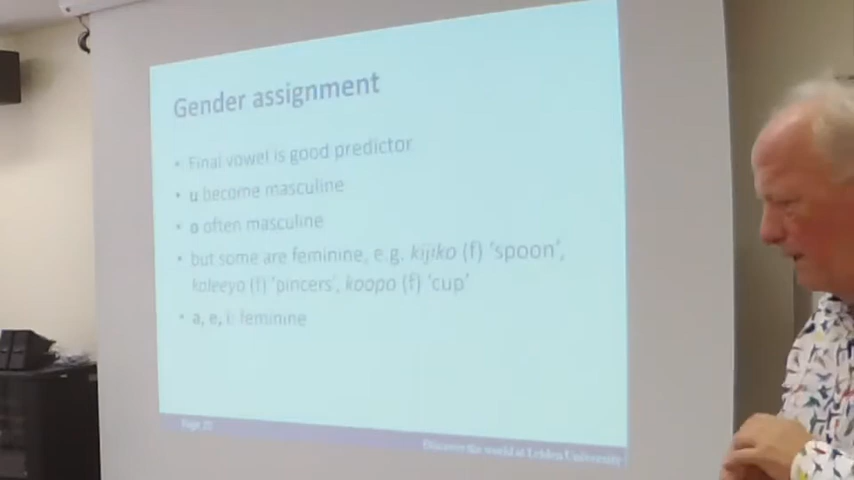 Gender assignment
• Final vowel is good predictor
• u become masculine
• o often masculine
• but some are feminine, e.g. kijiko (f) 'spoon',
koleeyo (f) 'pincers', koopo (f) 'cup'
• a, e, i: feminine
Page
Discover the world at Leiden University